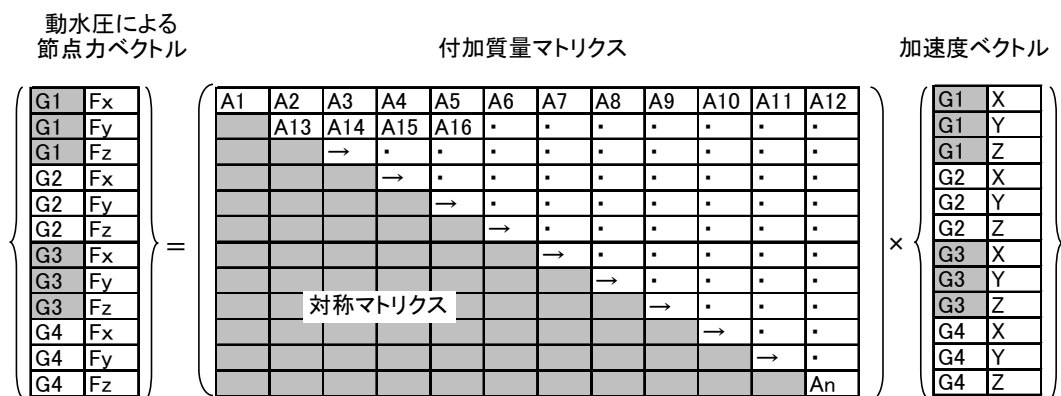 動水圧による
節点力ベクトル
付加質量マトリクス
加速度ベクトル
G1 Fx A1 A2 A3 A4 A5 A6 A7 A8 A9 A10 A11 A12 G1 X
G1 Fy A13 A14 A15 A16 ・ ・ ・ ・ ・ ・ ・ G1 Y
G1 Fz → ・ ・ ・ ・ ・ ・ ・ ・ ・ G1 Z
G2 Fx → ・ ・ ・ ・ ・ ・ ・ ・ G2 X
G2 Fy → ・ ・ ・ ・ ・ ・ ・ G2 Y
G2 Fz → ・ ・ ・ ・ ・ ・ G2 Z
G3 Fx = → ・ ・ ・ ・ ・ × G3 X
G3 Fy → ・ ・ ・ ・ G3 Y
G3 Fz 対称マトリクス → ・ ・ ・ G3 Z
G4 Fx → ・ ・ G4 X
G4 Fy → ・ G4 Y
G4 Fz An G4 Z